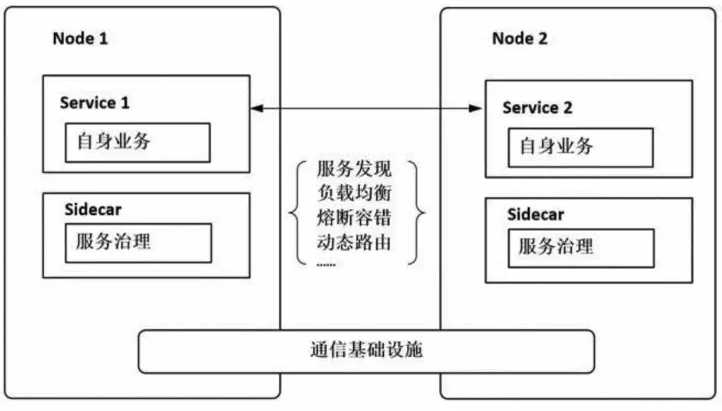 Node 1
Service 1
自身业务
Sidecar
服务治理
服务发现
负载均衡
熔断容错
动态路由
......
Node 2
Service 2
自身业务
Sidecar
服务治理
通信基础设施